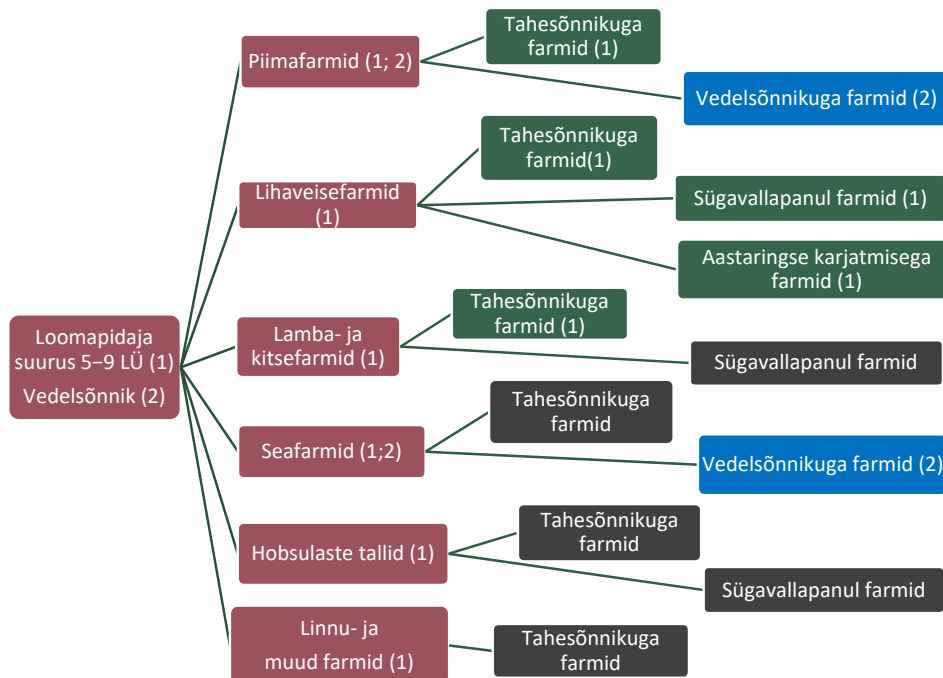 Loomapidaja
suurus 5–9 LÜ (1)
Vedelsõnnik (2)
Piimafarmid (1; 2)
Tahesõnnikuga
farmid (1)
Vedelsõnnikuga farmid (2)
Lihaveisefarmid
(1)
Tahesõnnikuga
farmid(1)
Sügavallapanul farmid (1)
Aastaringse karjatmisega
farmid (1)
Lamba- ja
kitsefarmid (1)
Tahesõnnikuga
farmid (1)
Sügavallapanul farmid
Seafarmid (1;2)
Tahesõnnikuga
farmid
Vedelsõnnikuga farmid (2)
Hobsulaste tallid (1)
Tahesõnnikuga
farmid
Sügavallapanul farmid
Linnu- ja
muud farmid (1)
Tahesõnnikuga
farmid